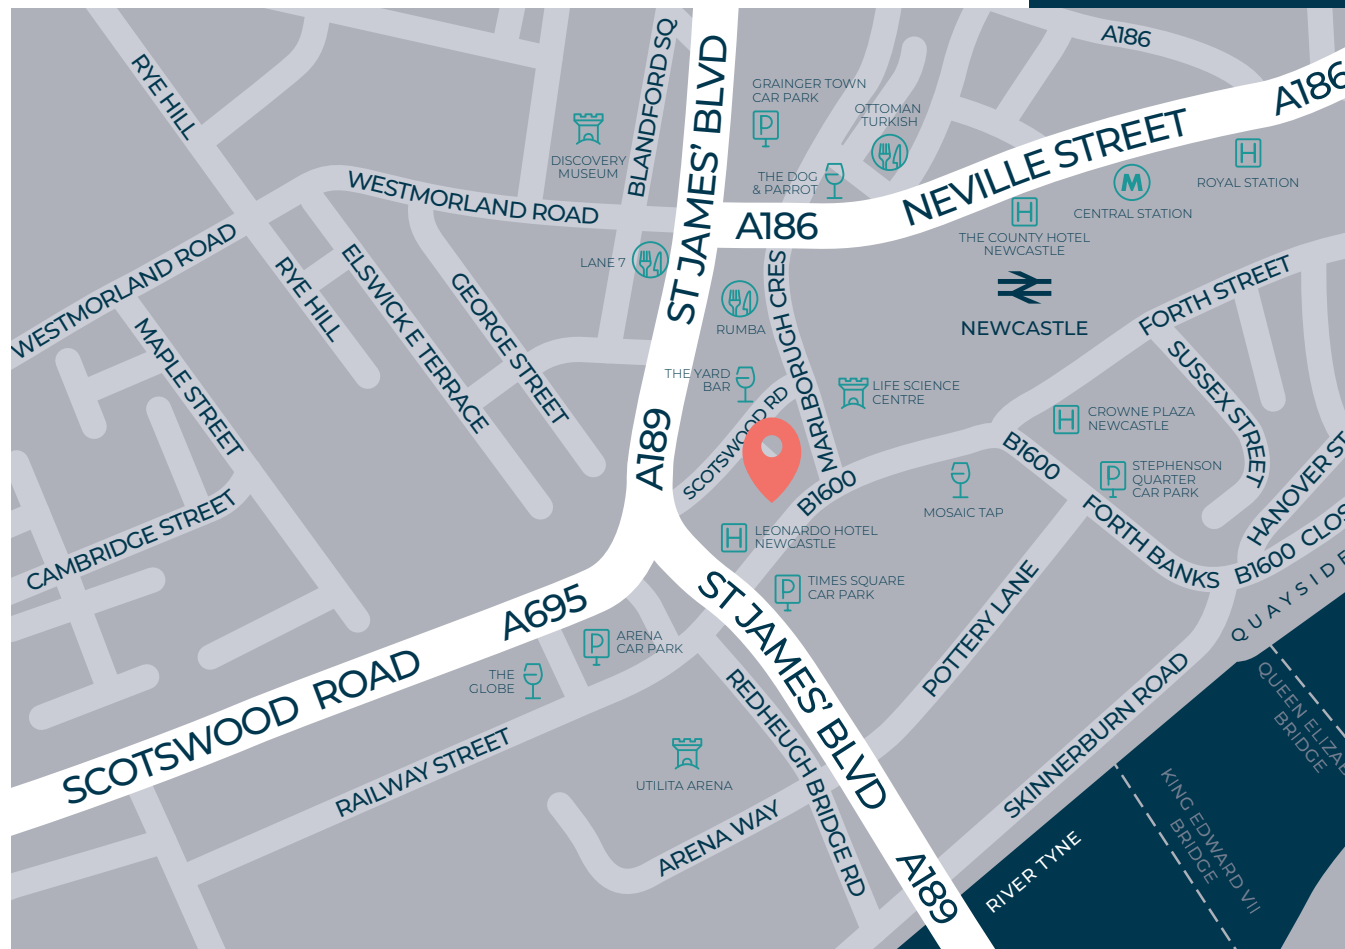 A186
A186
RYE HILL
BLANDFORD SQ
ST JAMES' BLVD
GRAINGER TOWN
CAR PARK
OTTOMAN
TURKISH
DISCOVERY
MUSEUM
THE DOG
& PARROT
NEVILLE STREET
H
ROYAL STATION
M
CENTRAL STATION
WESTMORLAND ROAD
A186
H
THE COUNTY HOTEL
NEWCASTLE
WESTMORLAND ROAD
RYE HILL
ELSWICK E TERRACE
GEORGE STREET
LANE 7
RUMBA
MARLBOROUGH CRES
NEWCASTLE
FORTH STREET
MAPLE STREET
THE YARD
BAR
LIFE SCIENCE
CENTRE
SUSSEX STREET
SCOTSWOOD RD
A189
H
CROWNE PLAZA
NEWCASTLE
B1600
B1600
P
STEPHENSON
QUARTER
CAR PARK
HANOVER ST
CAMBRIDGE STREET
MOSAIC TAP
H
LEONARDO HOTEL
NEWCASTLE
FORTH BANKS
B1600 CLOS
QUAYSIDE
P
TIMES SQUARE
CAR PARK
ST JAMES' BLVD
A695
P
ARENA
CAR PARK
POTTERY LANE
THE
GLOBE
SCOTSWOOD ROAD
REDHEUGH BRIDGE RD
SKINNERBURN ROAD
QUEEN ELIZAB
BRIDGE
RAILWAY STREET
UTILITA ARENA
ARENA WAY
KING EDWARD VII
BRIDGE
RIVER TYNE
A189
P